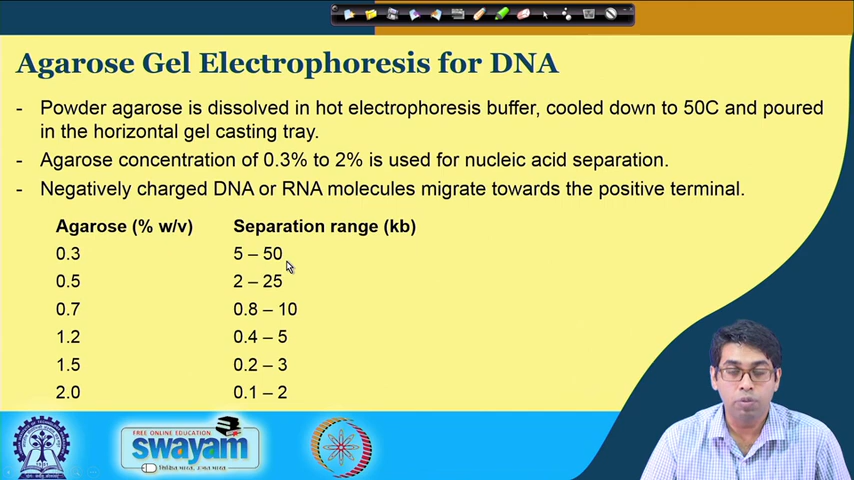 Agarose Gel Electrophoresis for DNA
- Powder agarose is dissolved in hot electrophoresis buffer, cooled down to 50C and poured
in the horizontal gel casting tray.
- Agarose concentration of 0.3% to 2% is used for nucleic acid separation.
- Negatively charged DNA or RNA molecules migrate towards the positive terminal.
Agarose (% w/v) Separation range (kb)
0.3 5 – 50
0.5 2 – 25
0.7 0.8 – 10
1.2 0.4 – 5
1.5 0.2 – 3
2.0 0.1 – 2
FREE ONLINE EDUCATION
swayam
शिक्षित भारत, उन्नत भारत